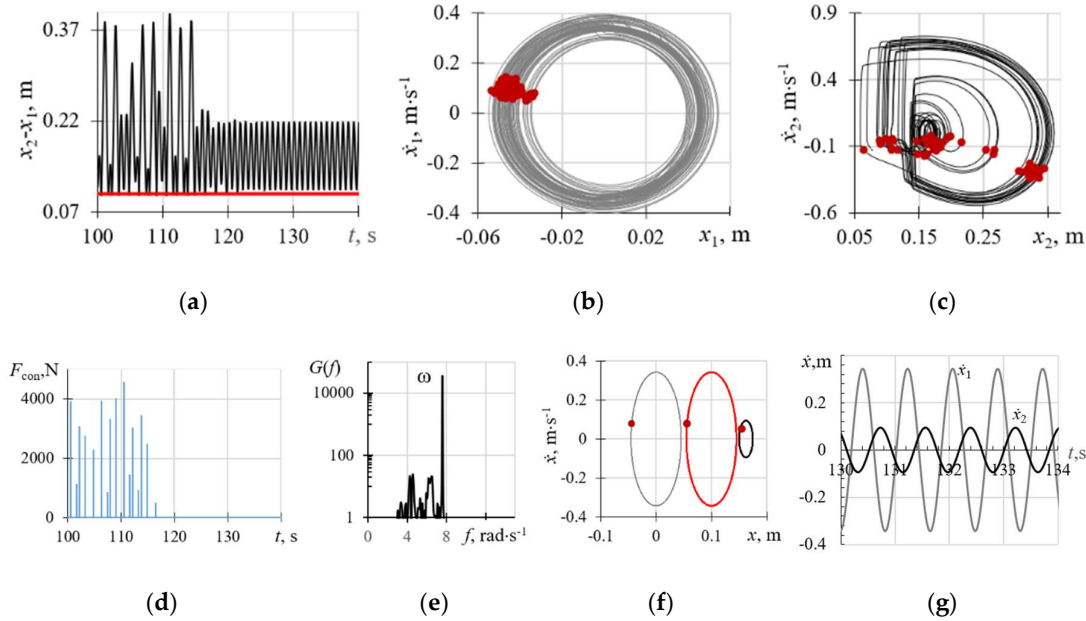 0.37
0.22
0.07
x₂-x₁, m
100 110 120 130 t, s
(a)
0.4
0.2
0
-0.2
-0.4
ẋ₁, m·s⁻¹
-0.06 -0.02 0.02 x₁, m
(b)
0.9
0.4
-0.1
-0.6
ẋ₂, m·s⁻¹
0.05 0.15 0.25 x₂, m
(c)
F_con, N
4000
2000
0
100 110 120 130 t, s
(d)
G(f)
ω
10000
100
1
0 4 8 f, rad·s⁻¹
(e)
0.4
0.2
0
-0.2
-0.4
ẋ, m·s⁻¹
-0.1 0 0.1 x, m
(f)
ẋ,m
ẋ₁
ẋ₂
0.2
0
-0.2
-0.4
130 131 132 133 134
t,s
(g)